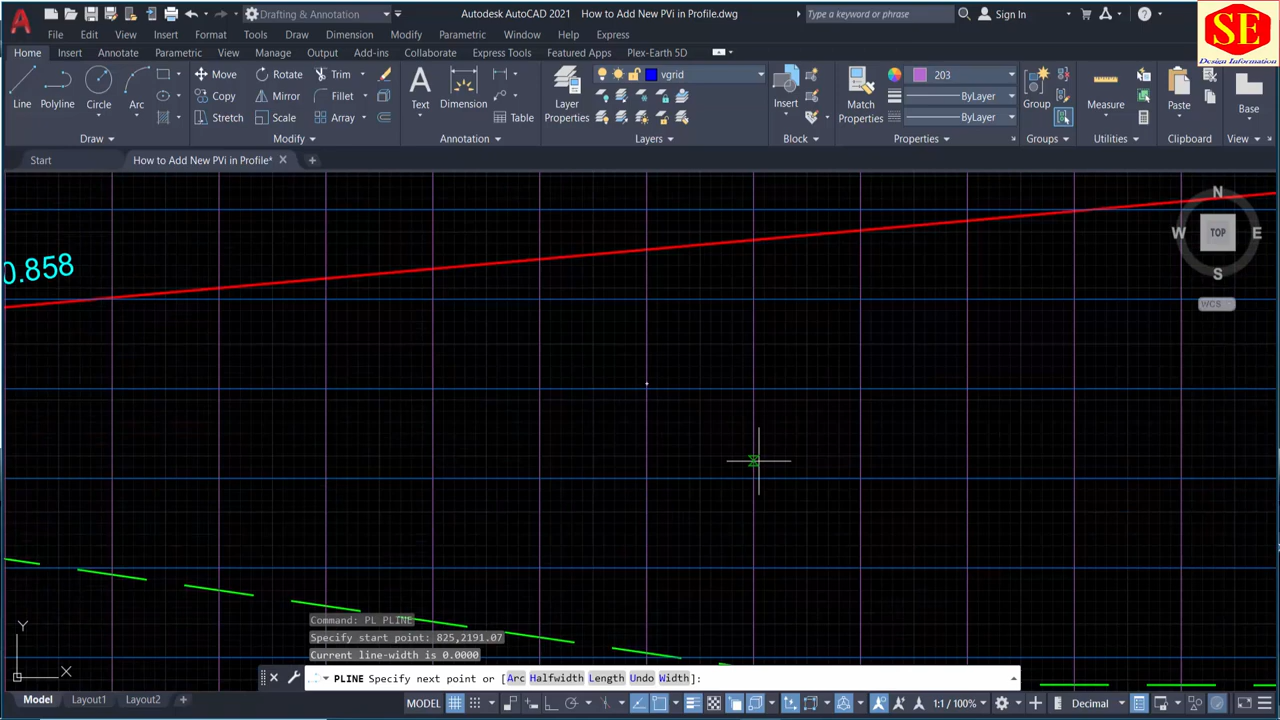 Autodesk AutoCAD 2021 How to Add New PVi in Profile.dwg
Drafting & Annotation
Type a keyword or phrase
Sign In
SE
Design Information
File Edit View Insert Format Tools Draw Dimension Modify Parametric Window Help Express
Home Insert Annotate Parametric View Manage Output Add-ins Collaborate Express Tools Featured Apps Plex-Earth 5D
Line Polyline Circle Arc
Move Rotate Trim
Copy Mirror Fillet
Stretch Scale Array
Text Dimension Table
Layer Properties
vgrid
Insert
Match Properties
203
ByLayer
ByLayer
Group Measure Paste Base
Draw Modify Annotation Layers Block Properties Groups Utilities Clipboard View
Start How to Add New PVi in Profile*
N
W TOP E
S
WCS
0.858
Command: PL PLINE
Specify start point: 825,2191.07
Current line-width is 0.0000
PLINE Specify next point or [Arc Halfwidth Length Undo Width]:
Y
X
Model Layout1 Layout2
MODEL 1:1 / 100% Decimal